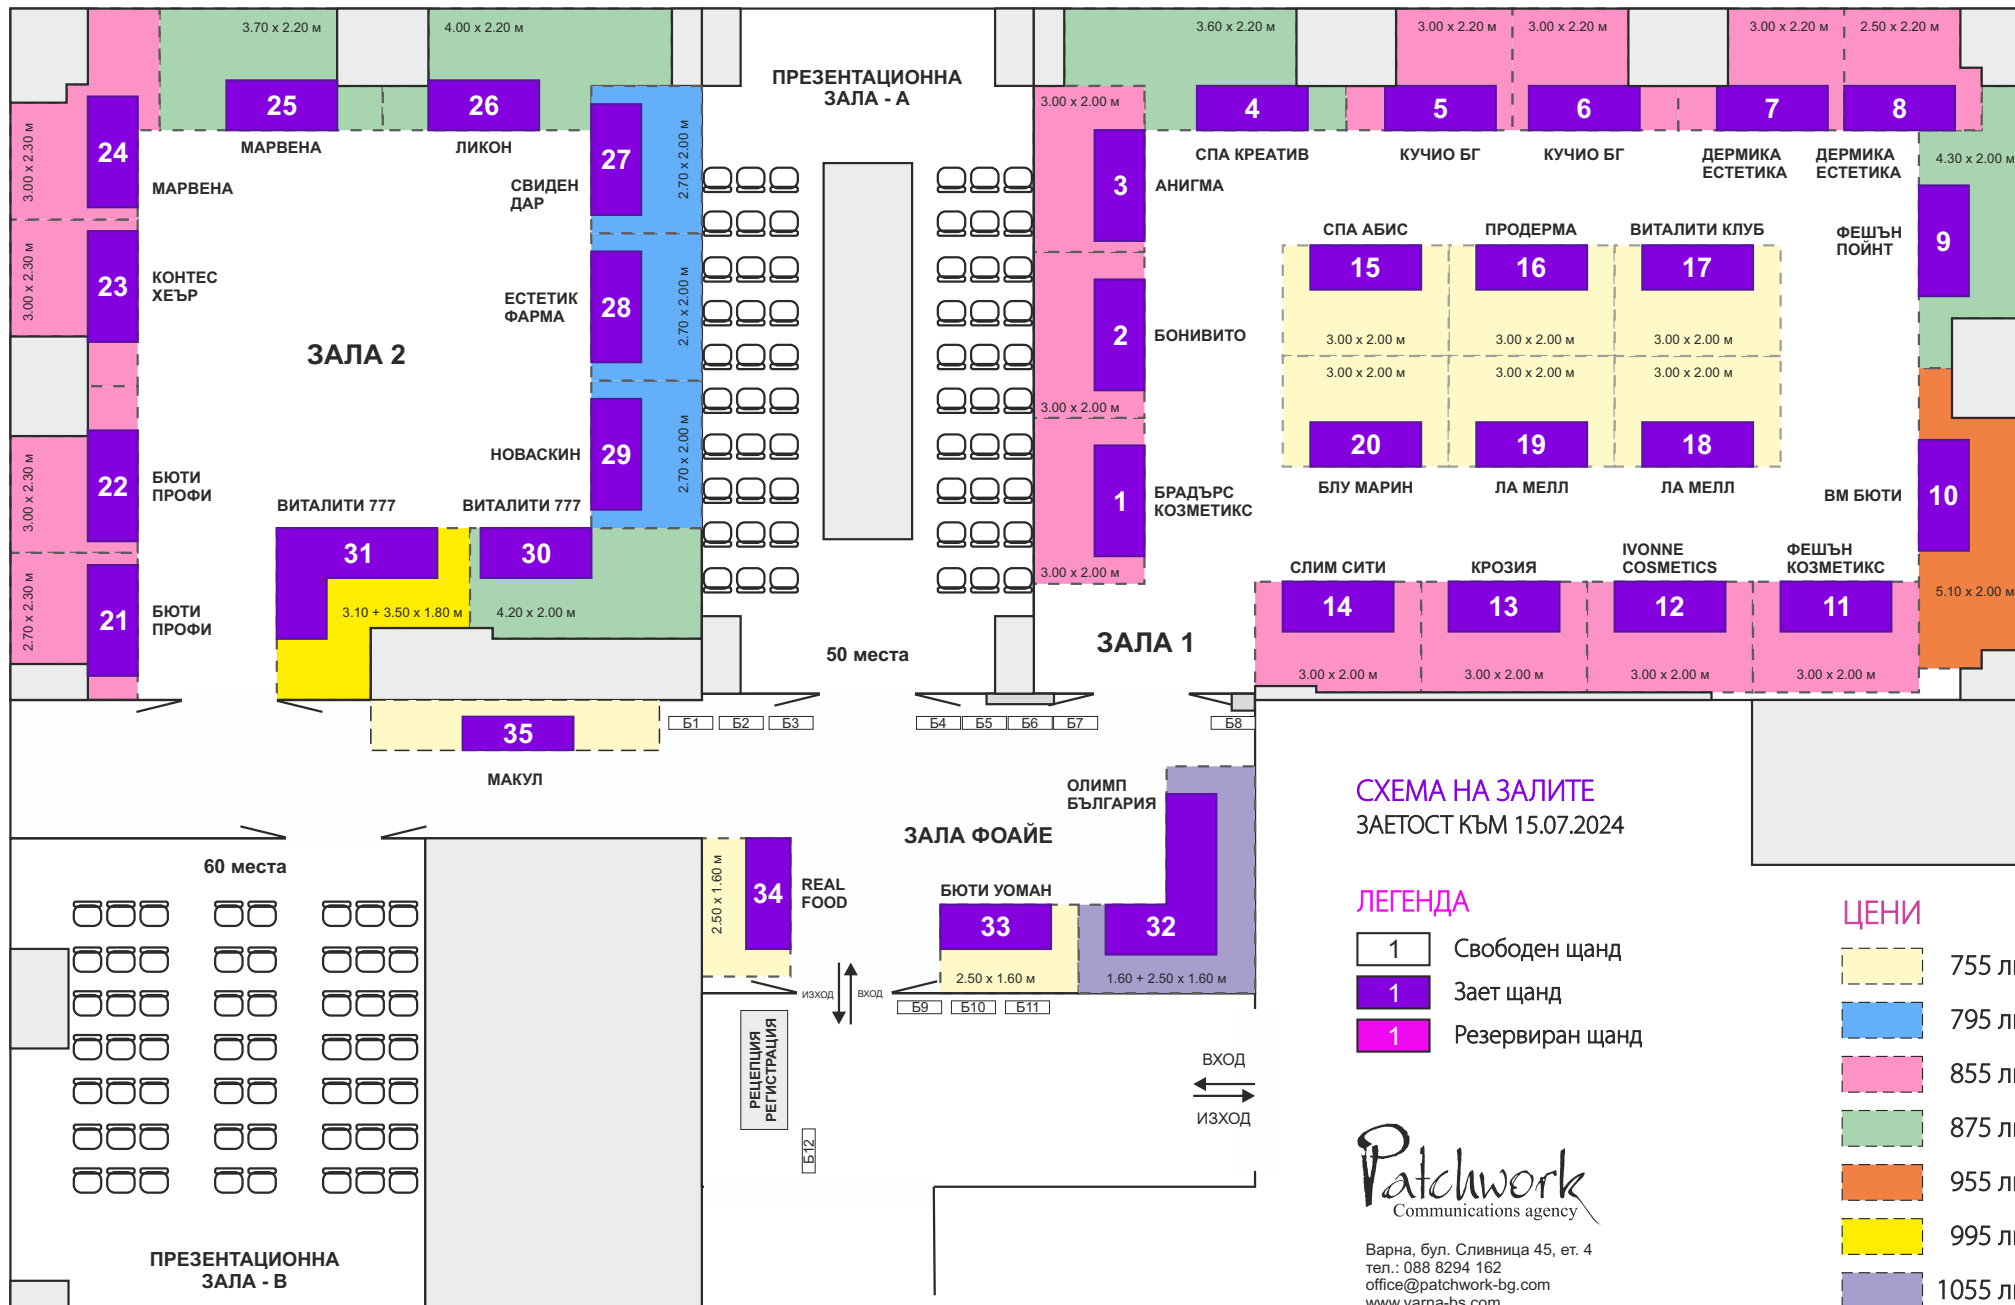 3.70 x 2.20 м
4.00 x 2.20 м
25
26
МАРВЕНА
ЛИКОН
24
3.00 x 2.30 м
МАРВЕНА
27
2.70 x 2.00 м
СВИДЕН
ДАР
23
3.00 x 2.30 м
КОНТЕС
ХЕЪР
28
2.70 x 2.00 м
ЕСТЕТИК
ФАРМА
ЗАЛА 2
29
2.70 x 2.00 м
НОВАСКИН
22
3.00 x 2.30 м
БЮТИ
ПРОФИ
21
2.70 x 2.30 м
БЮТИ
ПРОФИ
ВИТАЛИТИ 777
ВИТАЛИТИ 777
31
30
3.10 + 3.50 x 1.80 м
4.20 x 2.00 м
ПРЕЗЕНТАЦИОННА
ЗАЛА - А
50 места
3.00 x 2.00 м
3
АНИГМА
2
БОНИВИТО
3.00 x 2.00 м
1
БРАДЪРС
КОЗМЕТИКС
3.00 x 2.00 м
3.60 x 2.20 м
3.00 x 2.20 м
3.00 x 2.20 м
3.00 x 2.20 м
2.50 x 2.20 м
4
5
6
7
8
СПА КРЕАТИВ
КУЧИО БГ
КУЧИО БГ
ДЕРМИКА
ЕСТЕТИКА
ДЕРМИКА
ЕСТЕТИКА
4.30 x 2.00 м
9
ФЕШЪН
ПОЙНТ
СПА АБИС
ПРОДЕРМА
ВИТАЛИТИ КЛУБ
15
16
17
3.00 x 2.00 м
3.00 x 2.00 м
3.00 x 2.00 м
3.00 x 2.00 м
3.00 x 2.00 м
3.00 x 2.00 м
20
19
18
БЛУ МАРИН
ЛА МЕЛЛ
ЛА МЕЛЛ
ВМ БЮТИ
10
5.10 x 2.00 м
СЛИМ СИТИ
КРОЗИЯ
IVONNE
COSMETICS
ФЕШЪН
КОЗМЕТИКС
14
13
12
11
3.00 x 2.00 м
3.00 x 2.00 м
3.00 x 2.00 м
3.00 x 2.00 м
ЗАЛА 1
35
МАКУЛ
Б1
Б2
Б3
Б4
Б5
Б6
Б7
Б8
ОЛИМП
БЪЛГАРИЯ
ЗАЛА ФОАЙЕ
34
2.50 x 1.60 м
REAL
FOOD
БЮТИ УОМАН
33
32
2.50 x 1.60 м
1.60 + 2.50 x 1.60 м
ИЗХОД
ВХОД
Б9
Б10
Б11
РЕЦЕПЦИЯ
РЕГИСТРАЦИЯ
Б12
ВХОД
ИЗХОД
60 места
ПРЕЗЕНТАЦИОННА
ЗАЛА - В
СХЕМА НА ЗАЛИТЕ
ЗАЕТОСТ КЪМ 15.07.2024
ЛЕГЕНДА
1 Свободен щанд
1 Зает щанд
1 Резервиран щанд
ЦЕНИ
755 л
795 л
855 л
875 л
955 л
995 л
1055 л
Patchwork
Communications agency
Варна, бул. Сливница 45, ет. 4
тел.: 088 8294 162
office@patchwork-bg.com
www.varna-bs.com